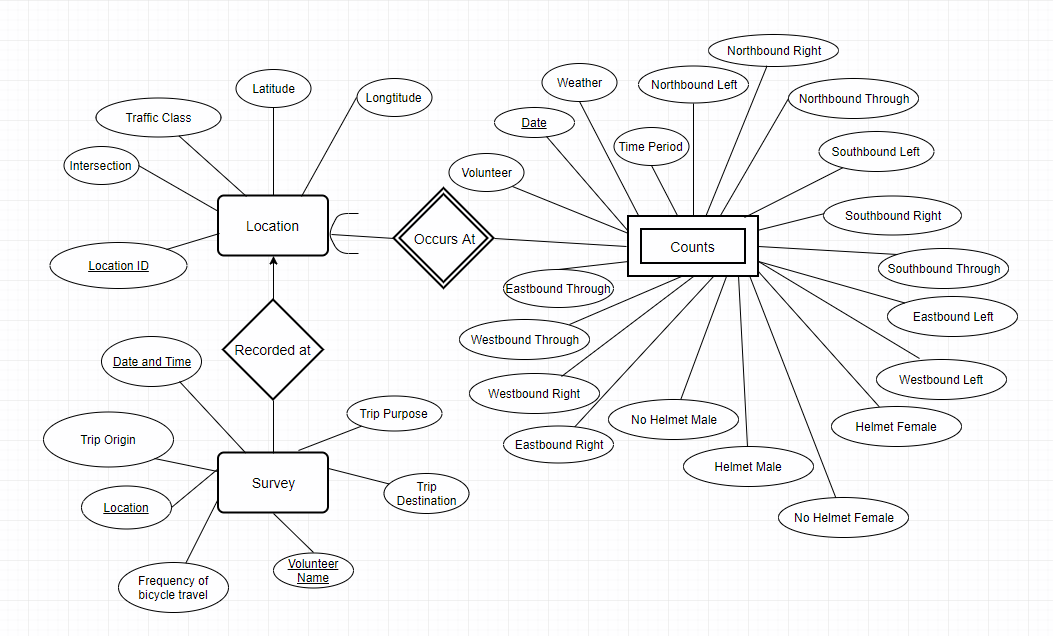 Northbound Right
Weather
Northbound Left
Latitude
Longtitude
Northbound Through
Traffic Class
Date
Time Period
Southbound Left
Intersection
Volunteer
Southbound Right
Location
Occurs At
Counts
Location ID
Southbound Through
Eastbound Through
Eastbound Left
Westbound Through
Recorded at
Date and Time
Westbound Left
Westbound Right
Trip Purpose
No Helmet Male
Helmet Female
Trip Origin
Eastbound Right
Helmet Male
Survey
Trip
Destination
Location
No Helmet Female
Volunteer
Name
Frequency of
bicycle travel